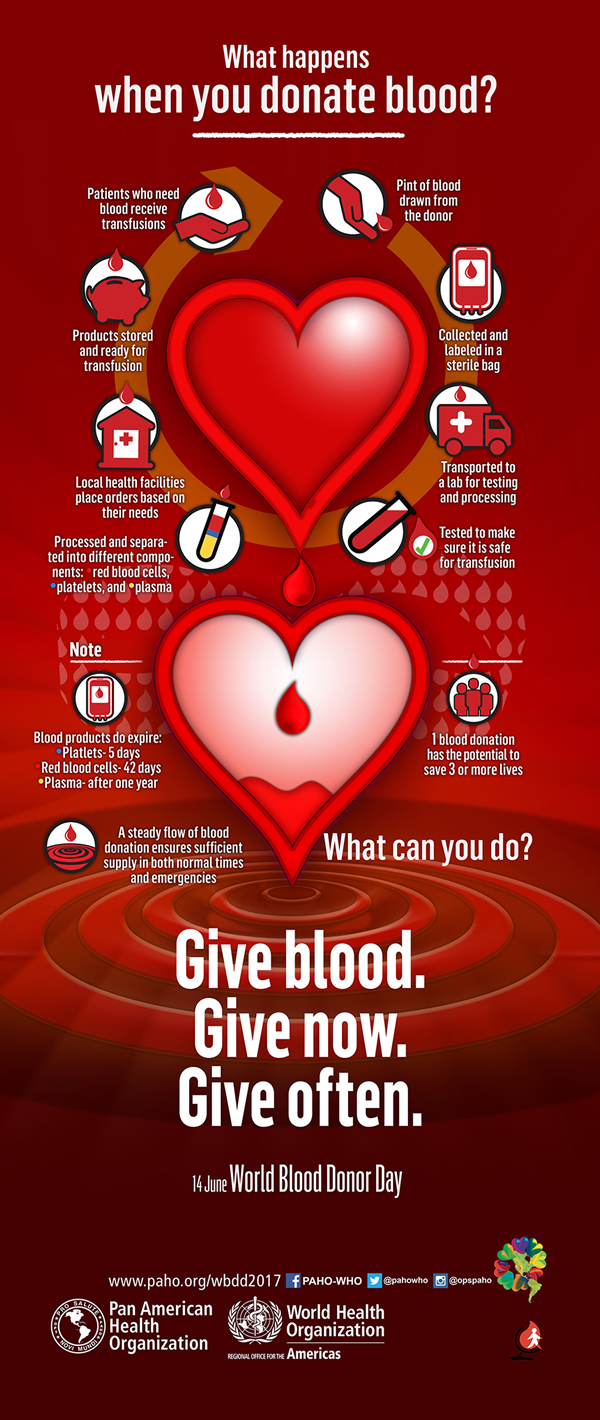 What happens
when you donate blood?
Pint of blood
drawn from
the donor
Collected and
labeled in a
sterile bag
Transported to
a lab for testing
and processing
Tested to make
sure it is safe
for transfusion
Processed and separa-
ted into different compo-
nents: •red blood cells,
•platelets, and •plasma
Local health facilities
place orders based on
their needs
Products stored
and ready for
transfusion
Patients who need
blood receive
transfusions
Note
Blood products do expire:
•Platlets- 5 days
•Red blood cells- 42 days
•Plasma- after one year
1 blood donation
has the potential to
save 3 or more lives
A steady flow of blood
donation ensures sufficient
supply in both normal times
and emergencies
What can you do?
Give blood.
Give now.
Give often.
14 June World Blood Donor Day
www.paho.org/wbdd2017 PAHO-WHO @pahowho @opspaho
PRO SALUTE
NOVI MUNDI
Pan American
Health
Organization
World Health
Organization
REGIONAL OFFICE FOR THE Americas